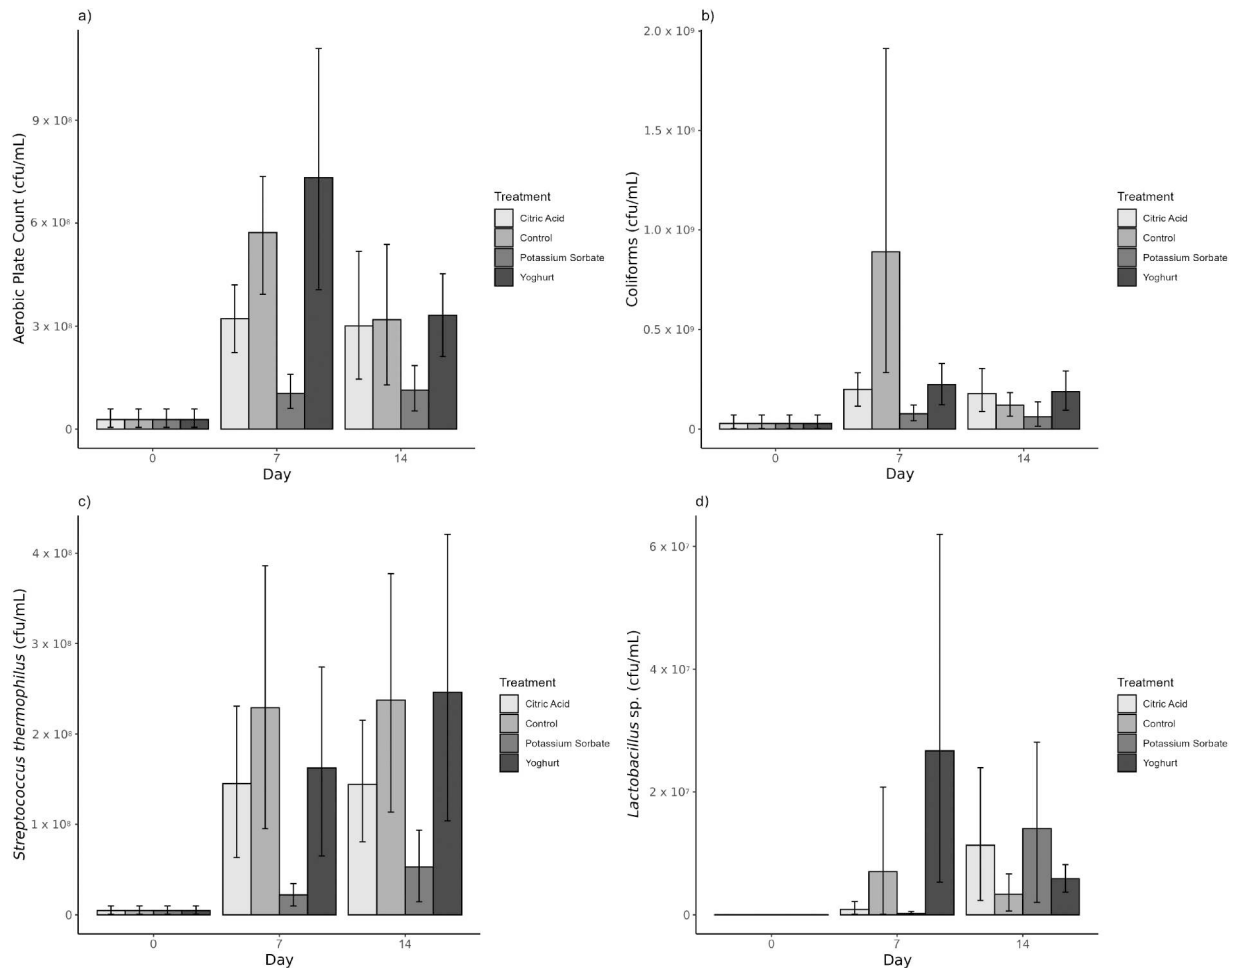 a)
Aerobic Plate Count (cfu/mL)
9 x 10⁸
6 x 10⁸
3 x 10⁸
0
0
7
14
Day
Treatment
Citric Acid
Control
Potassium Sorbate
Yoghurt
b)
Coliforms (cfu/mL)
2.0 x 10⁹
1.5 x 10⁹
1.0 x 10⁹
0.5 x 10⁹
0
0
7
14
Day
Treatment
Citric Acid
Control
Potassium Sorbate
Yoghurt
c)
Streptococcus thermophilus (cfu/mL)
4 x 10⁸
3 x 10⁸
2 x 10⁸
1 x 10⁸
0
0
7
14
Day
Treatment
Citric Acid
Control
Potassium Sorbate
Yoghurt
d)
Lactobacillus sp. (cfu/mL)
6 x 10⁷
4 x 10⁷
2 x 10⁷
0
0
7
14
Day
Treatment
Citric Acid
Control
Potassium Sorbate
Yoghurt